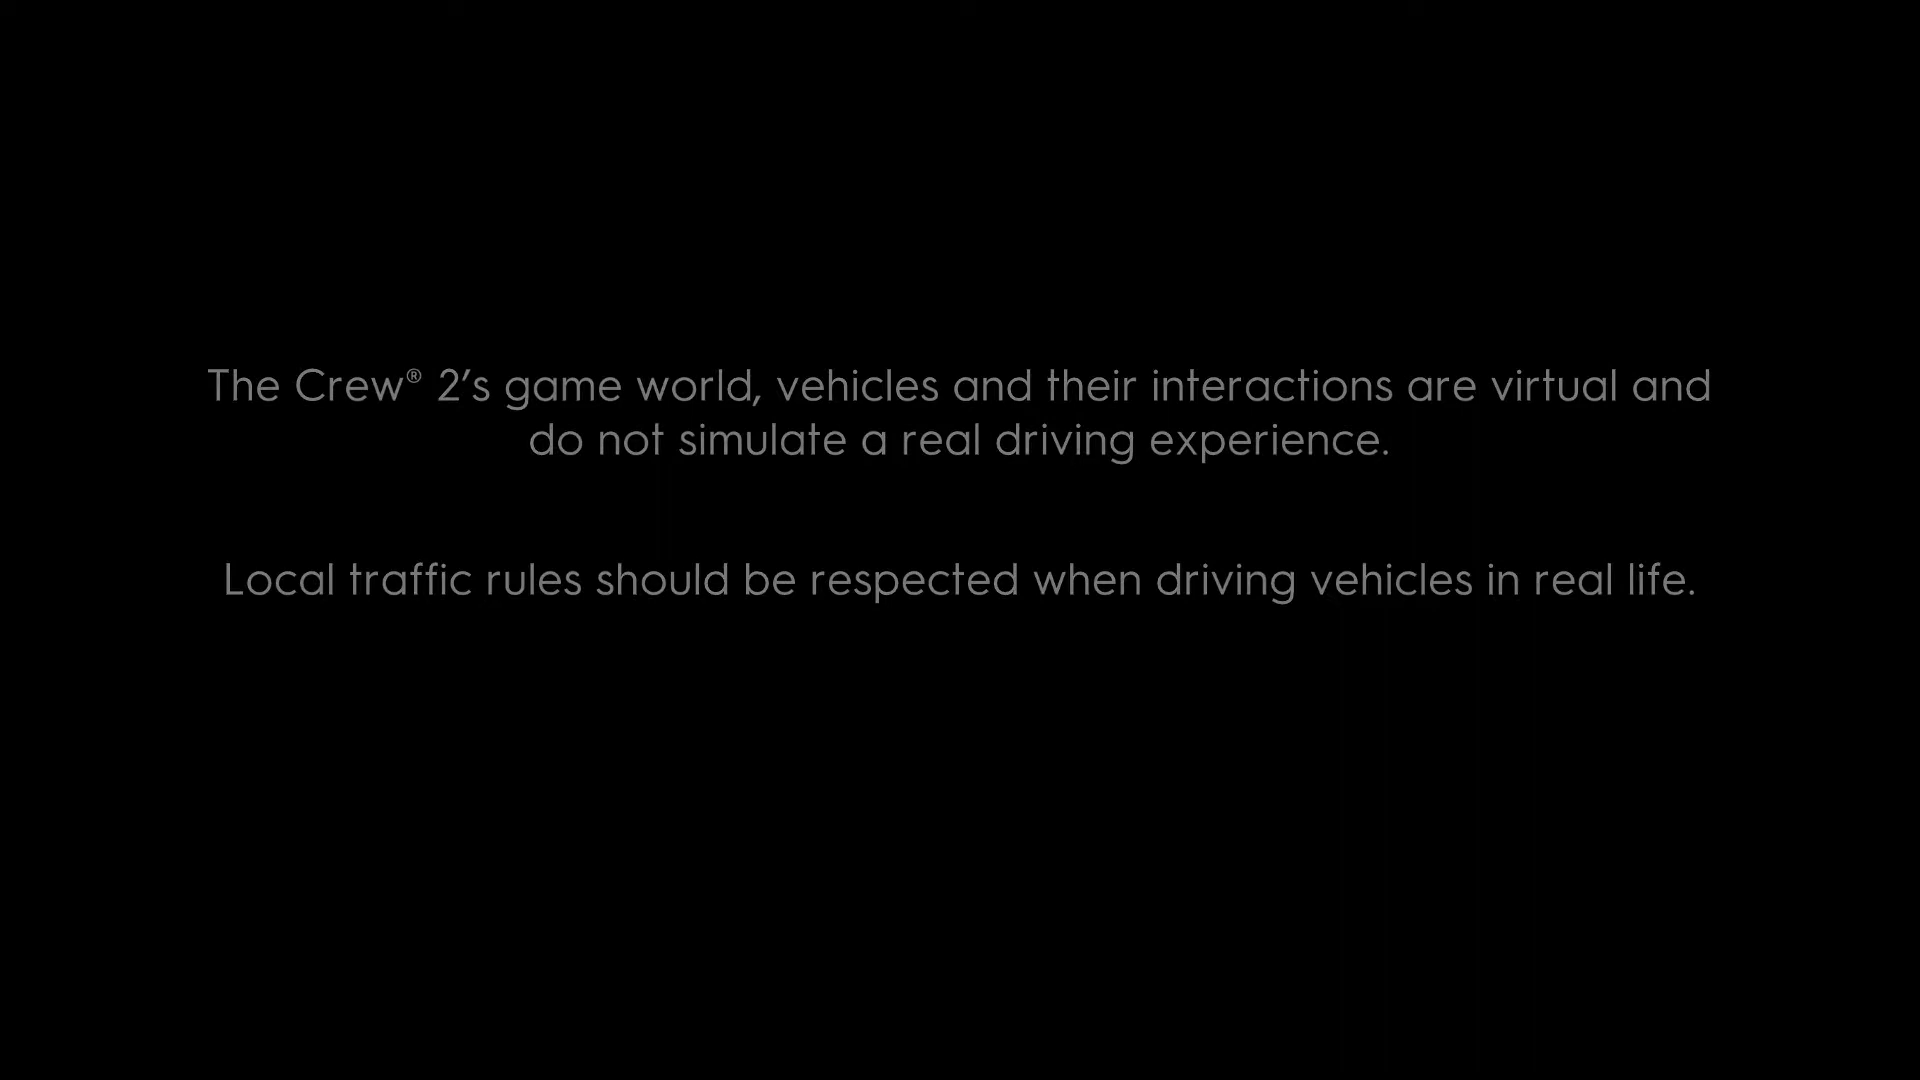 The Crew® 2’s game world, vehicles and their interactions are virtual and
do not simulate a real driving experience.
Local traffic rules should be respected when driving vehicles in real life.